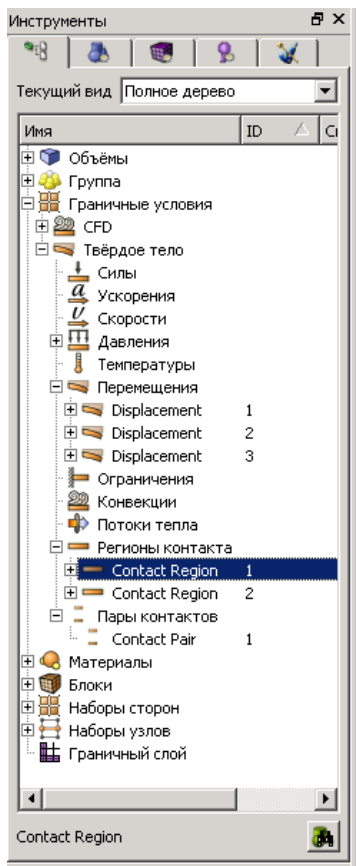 Инструменты
Текущий вид Полное дерево
Имя ID
Объёмы
Группа
Граничные условия
CFD
Твёрдое тело
Силы
Ускорения
Скорости
Давления
Температуры
Перемещения
Displacement 1
Displacement 2
Displacement 3
Ограничения
Конвекции
Потоки тепла
Регионы контакта
Contact Region 1
Contact Region 2
Пары контактов
Contact Pair 1
Материалы
Блоки
Наборы сторон
Наборы узлов
Граничный слой
Contact Region